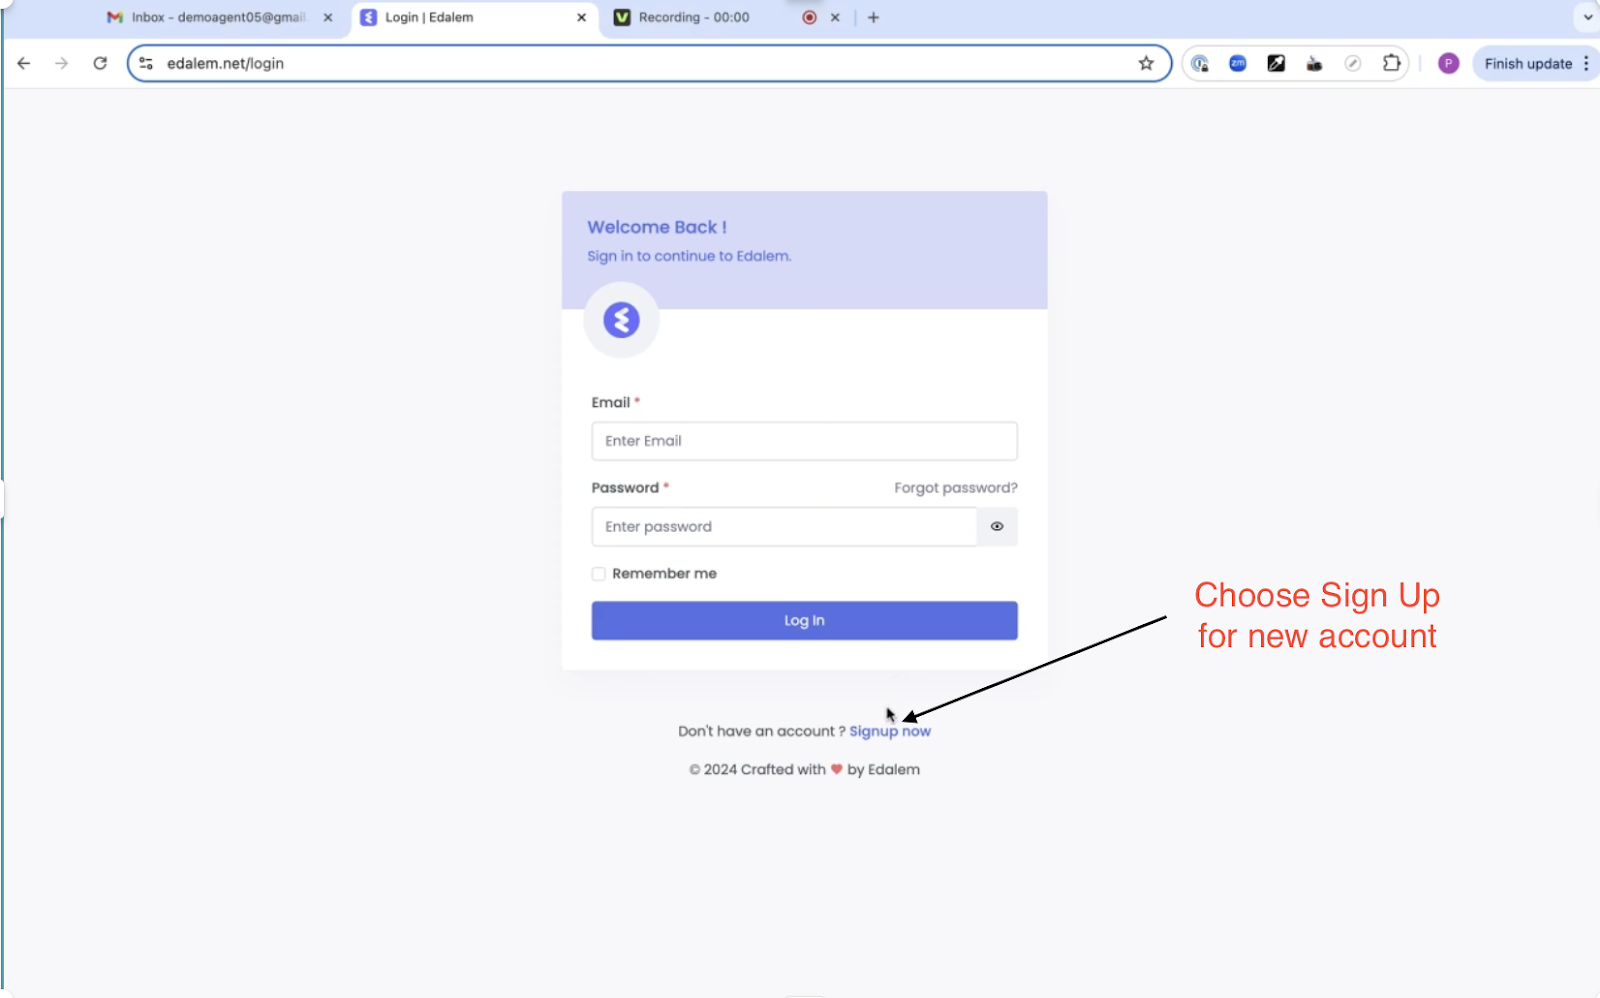 Inbox - demoagent05@gmail.
Login | Edalem
Recording - 00:00
edalem.net/login
zm
P
Finish update
Welcome Back !
Sign in to continue to Edalem.
Email *
Enter Email
Password *
Forgot password?
Enter password
Remember me
Log In
Choose Sign Up
for new account
Don't have an account ? Signup now
© 2024 Crafted with ❤ by Edalem